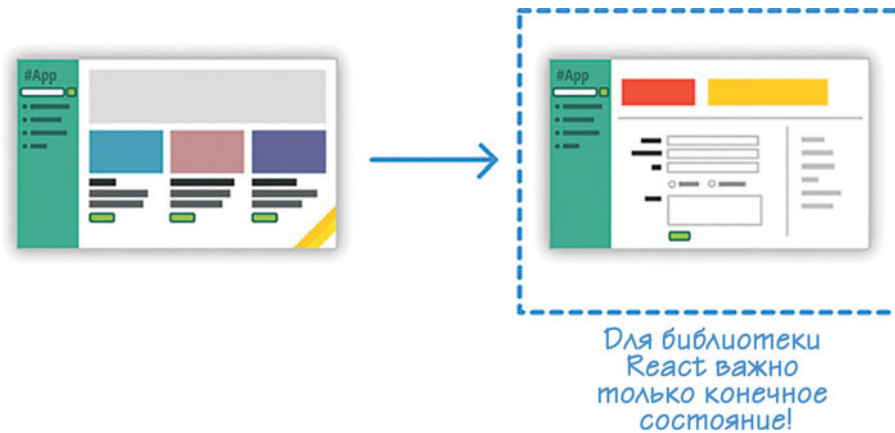 #App
#App
Для библиотеки
React важно
только конечное
состояние!